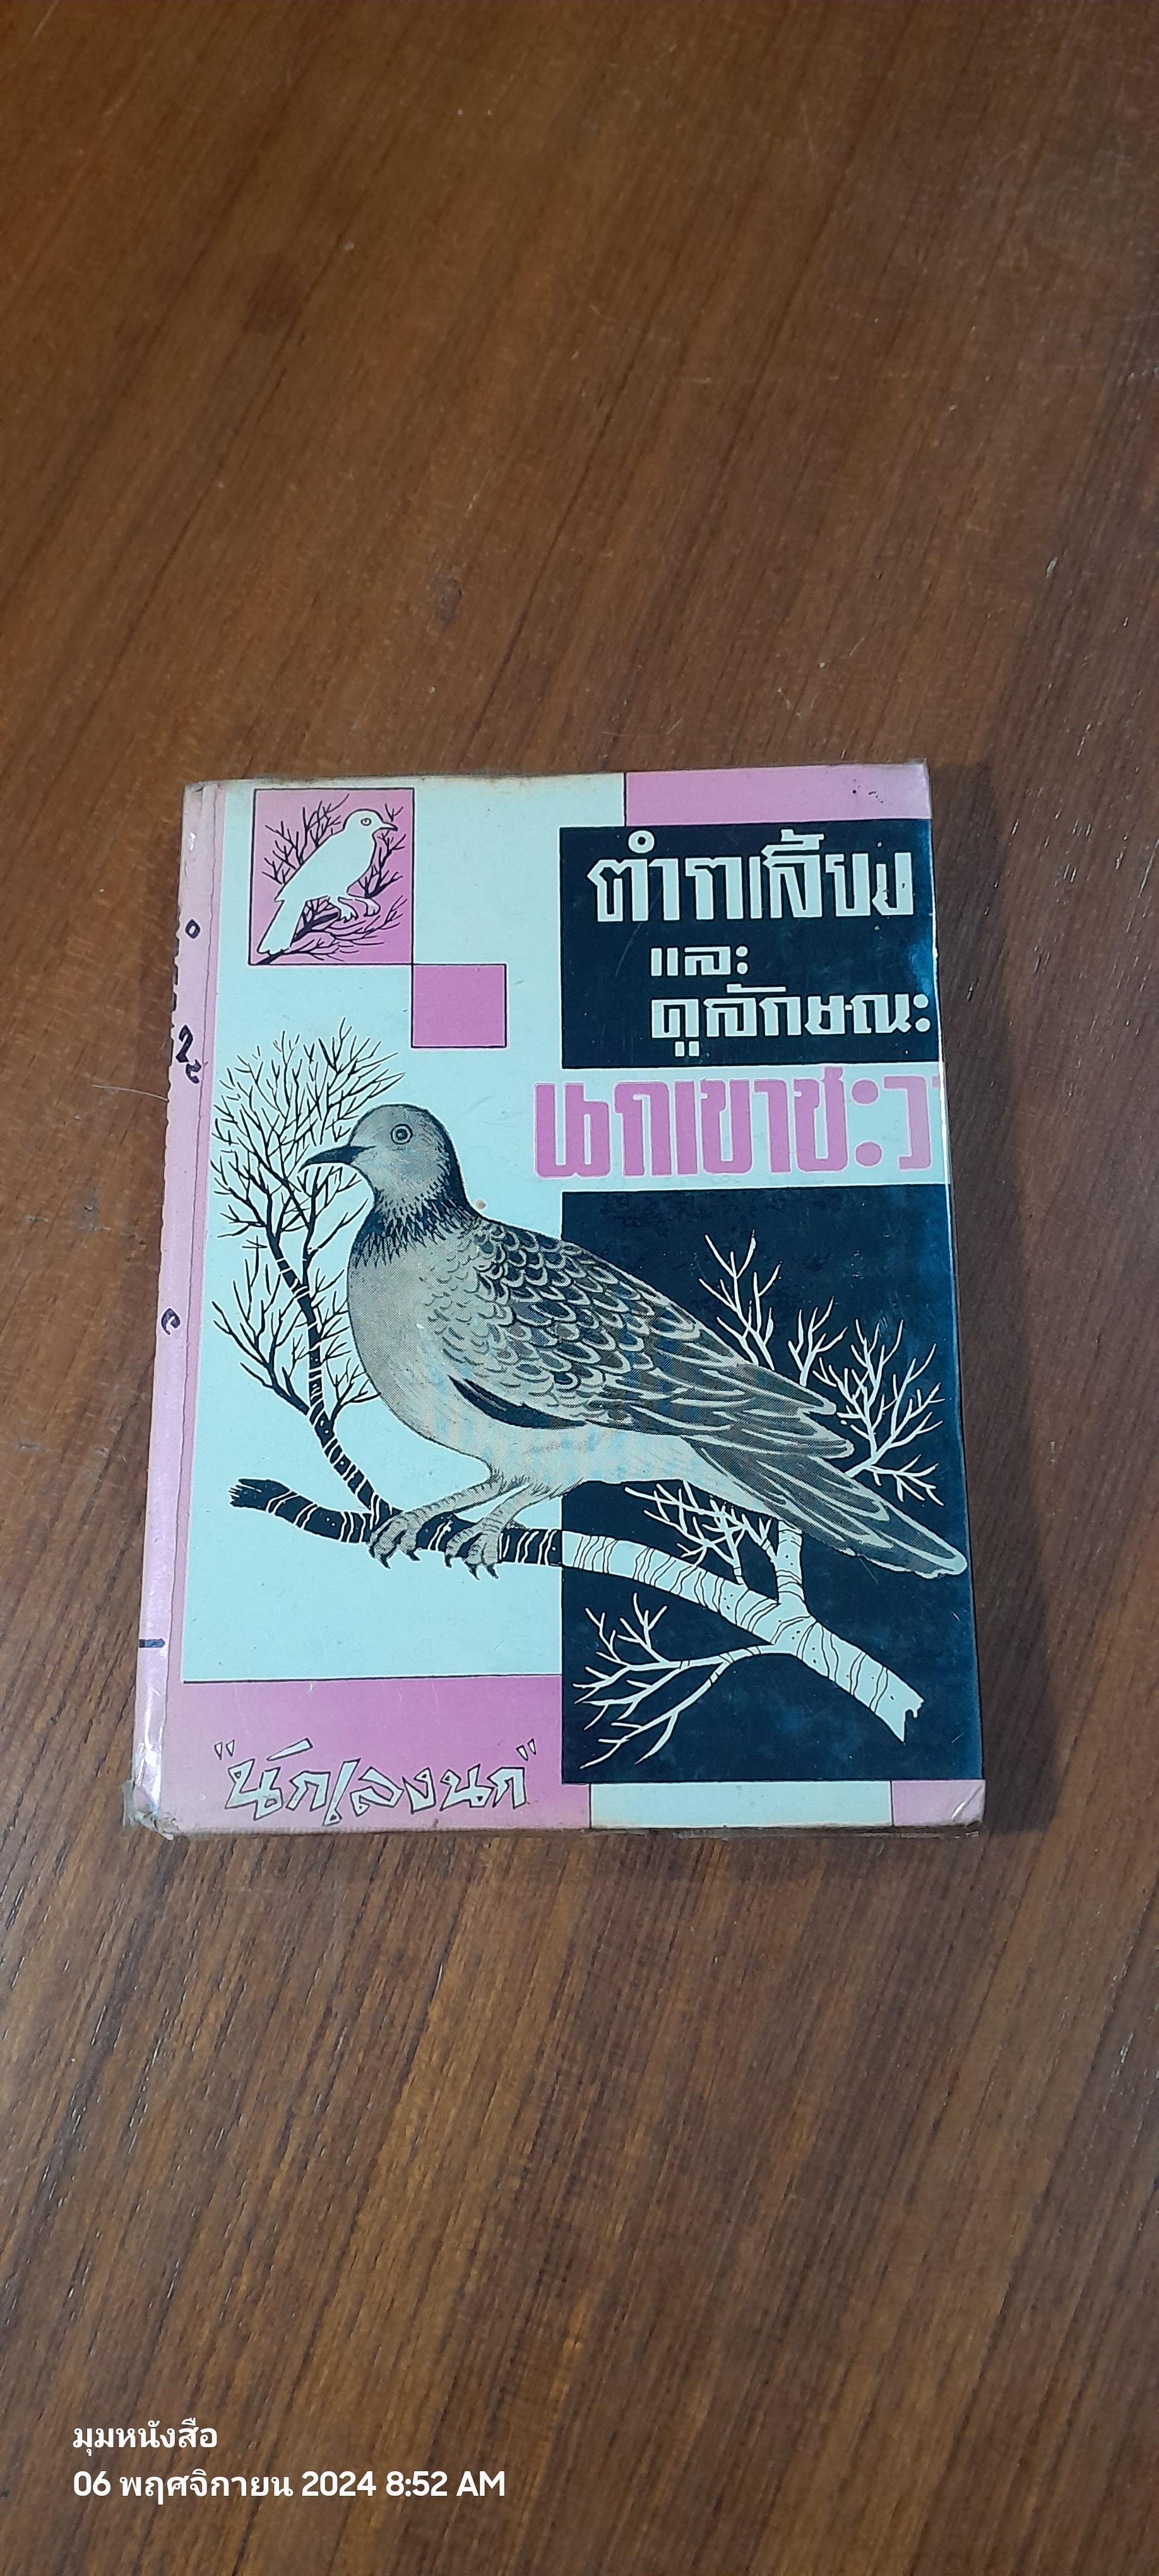 ตำราเลี้ยง
และ
ดูลักษณะ
นกเขาชะวา
"นักเลงนก"
มุมหนังสือ
06 พฤศจิกายน 2024 8:52 AM